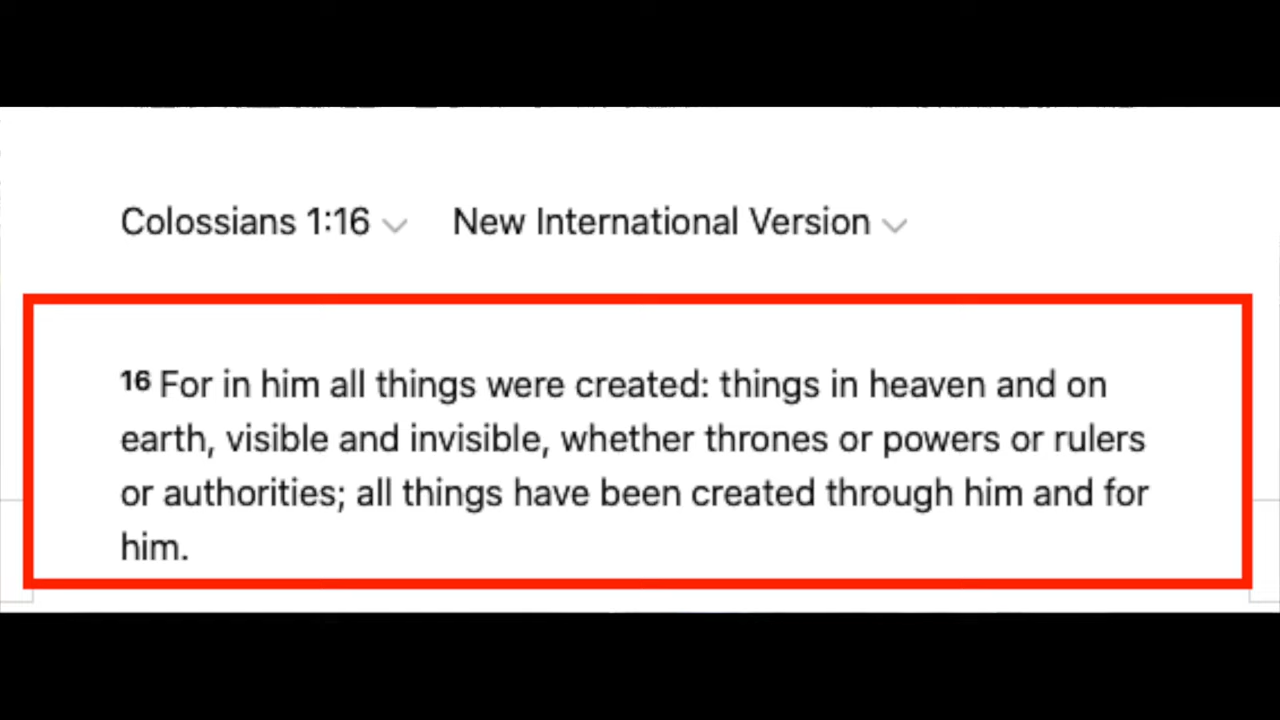 Colossians 1:16 New International Version
16 For in him all things were created: things in heaven and on
earth, visible and invisible, whether thrones or powers or rulers
or authorities; all things have been created through him and for
him.